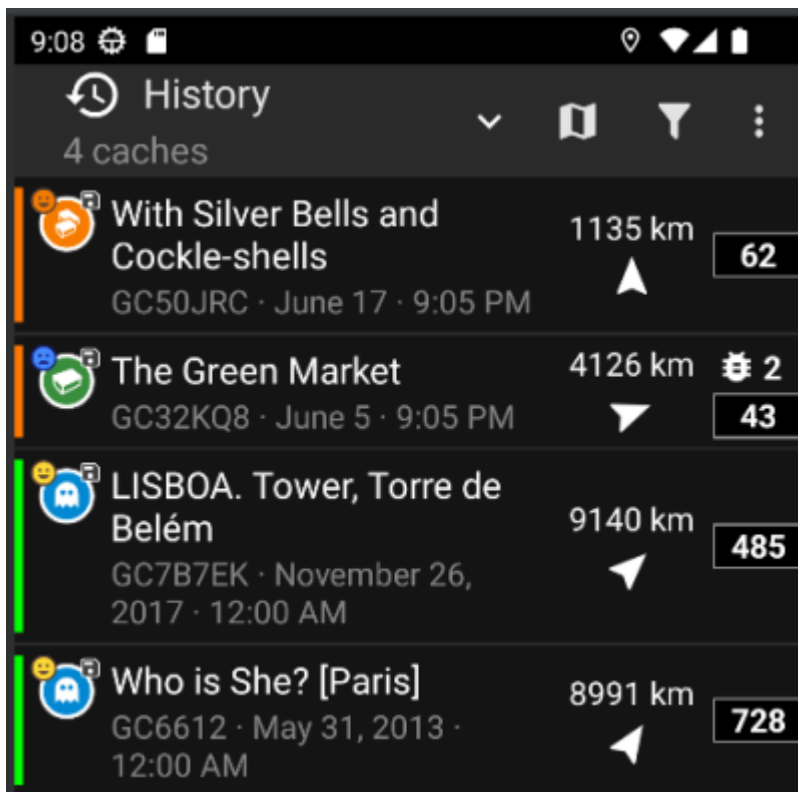 9:08
History
4 caches
With Silver Bells and
Cockle-shells
GC50JRC · June 17 · 9:05 PM
1135 km
62
The Green Market
GC32KQ8 · June 5 · 9:05 PM
4126 km
2
43
LISBOA. Tower, Torre de
Belém
GC7B7EK · November 26,
2017 · 12:00 AM
9140 km
485
Who is She? [Paris]
GC6612 · May 31, 2013 ·
12:00 AM
8991 km
728